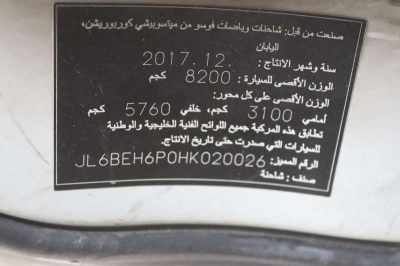 صنعت من قبل: شاحنات وباصات فوسو من ميتسوبيشي كوربوريشن,
اليابان
سنة وشهر الانتاج: 2017.12.
الوزن الأقصى للسيارة: 8200 كجم
الوزن الأقصى على كل محور:
أمامي 3100 كجم, خلفي 5760 كجم
تطابق هذه المركبة جميع اللوائح الفنية الخليجية والوطنية
للسيارات التي صدرت حتى تاريخ الانتاج.
الرقم المميز: JL6BEH6P0HK020026
صنف: شاحنة